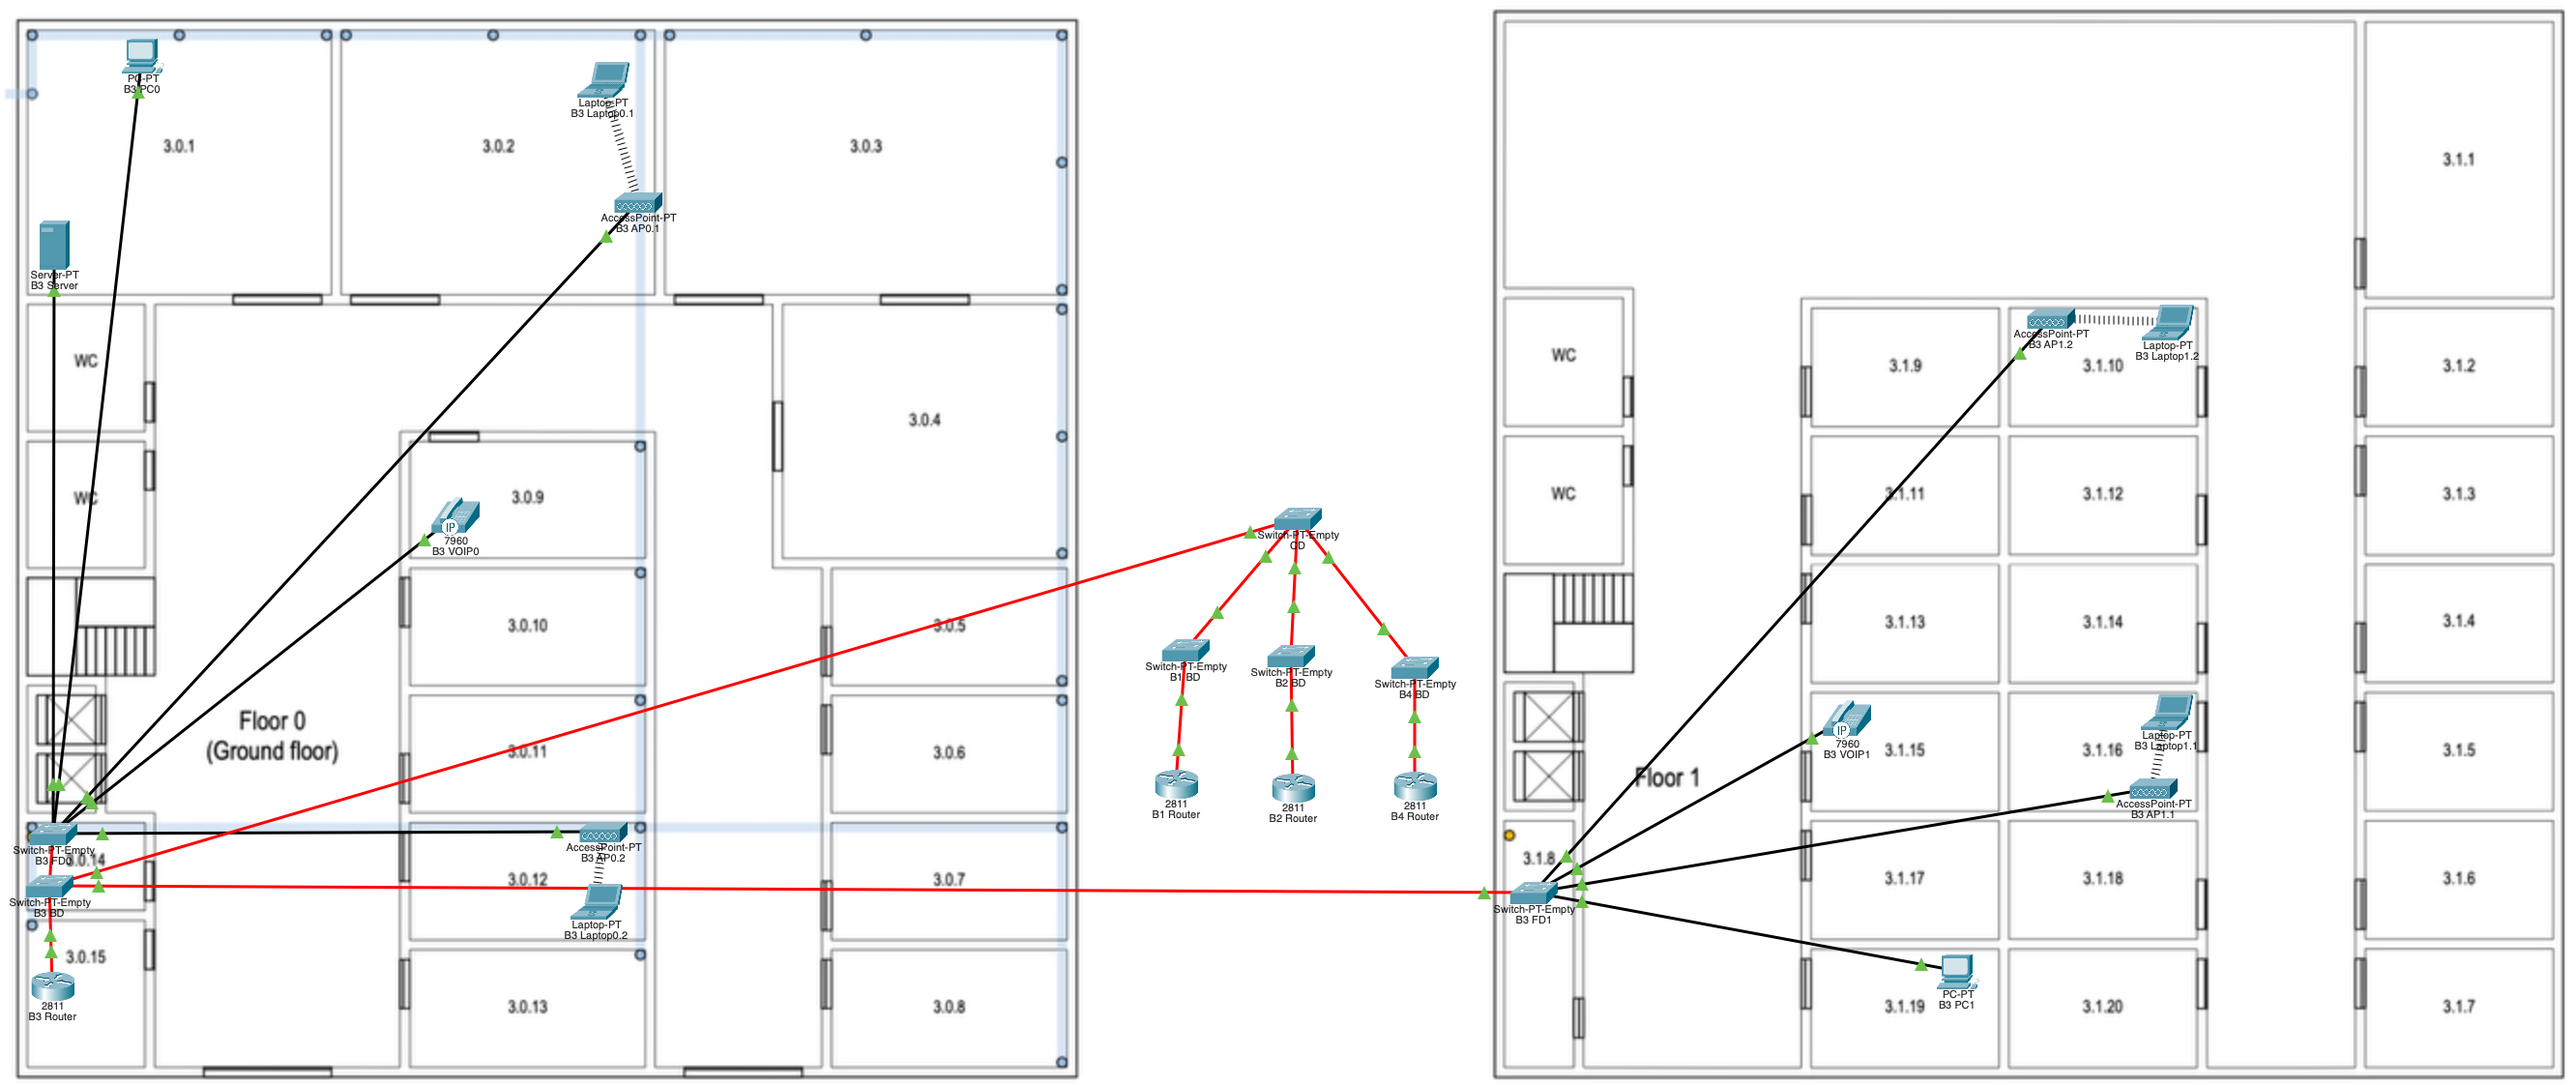 PC-PT
B3 PC0
Laptop-PT
B3 Laptop0.1
3.0.1
3.0.2
3.0.3
AccessPoint-PT
B3 AP0.1
Server-PT
B3 Server
WC
3.0.4
WC
3.0.9
7960
B3 VOIP0
3.0.10
3.0.5
Floor 0
(Ground floor)
3.0.11
3.0.6
Switch-PT-Empty
B3 FD0
3.0.14
AccessPoint-PT
B3 AP0.2
3.0.12
3.0.7
Switch-PT-Empty
B3 BD
Laptop-PT
B3 Laptop0.2
3.0.15
2811
B3 Router
3.0.13
3.0.8
Switch-PT-Empty
CD
Switch-PT-Empty
B1 BD
Switch-PT-Empty
B2 BD
Switch-PT-Empty
B4 BD
2811
B1 Router
2811
B2 Router
2811
B4 Router
3.1.1
AccessPoint-PT
B3 AP1.2
Laptop-PT
B3 Laptop1.2
WC
3.1.9
3.1.10
3.1.2
WC
3.1.11
3.1.12
3.1.3
3.1.13
3.1.14
3.1.4
IP
7960
B3 VOIP1
3.1.15
3.1.16
Laptop-PT
B3 Laptop1.1
3.1.5
Floor 1
AccessPoint-PT
B3 AP1.1
3.1.8
3.1.17
3.1.18
3.1.6
Switch-PT-Empty
B3 FD1
PC-PT
B3 PC1
3.1.19
3.1.20
3.1.7
IP